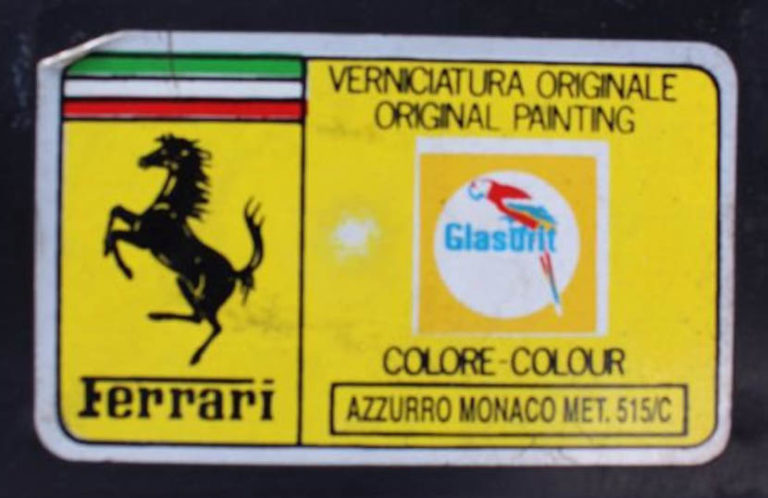 VERNICIATURA ORIGINALE
ORIGINAL PAINTING
Glasurit
COLORE-COLOUR
AZZURRO MONACO MET. 515/C
Ferrari